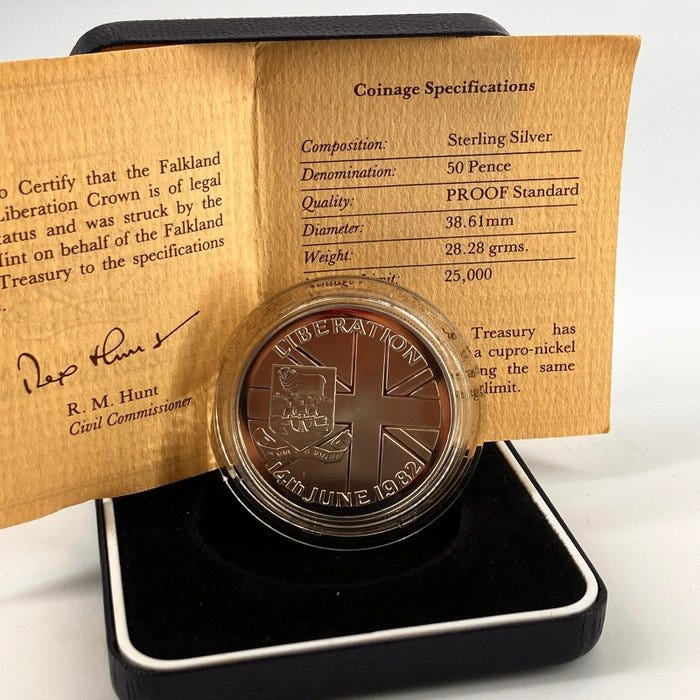 o Certify that the Falkland
Liberation Crown is of legal
tatus and was struck by the
Mint on behalf of the Falkland
Treasury to the specifications
Rex Hunt
R. M. Hunt
Civil Commissioner
Coinage Specifications
Composition: Sterling Silver
Denomination: 50 Pence
Quality: PROOF Standard
Diameter: 38.61mm
Weight: 28.28 grms.
25,000
Treasury has
a cupro-nickel
the same
limit.
LIBERATION
14th JUNE 1982